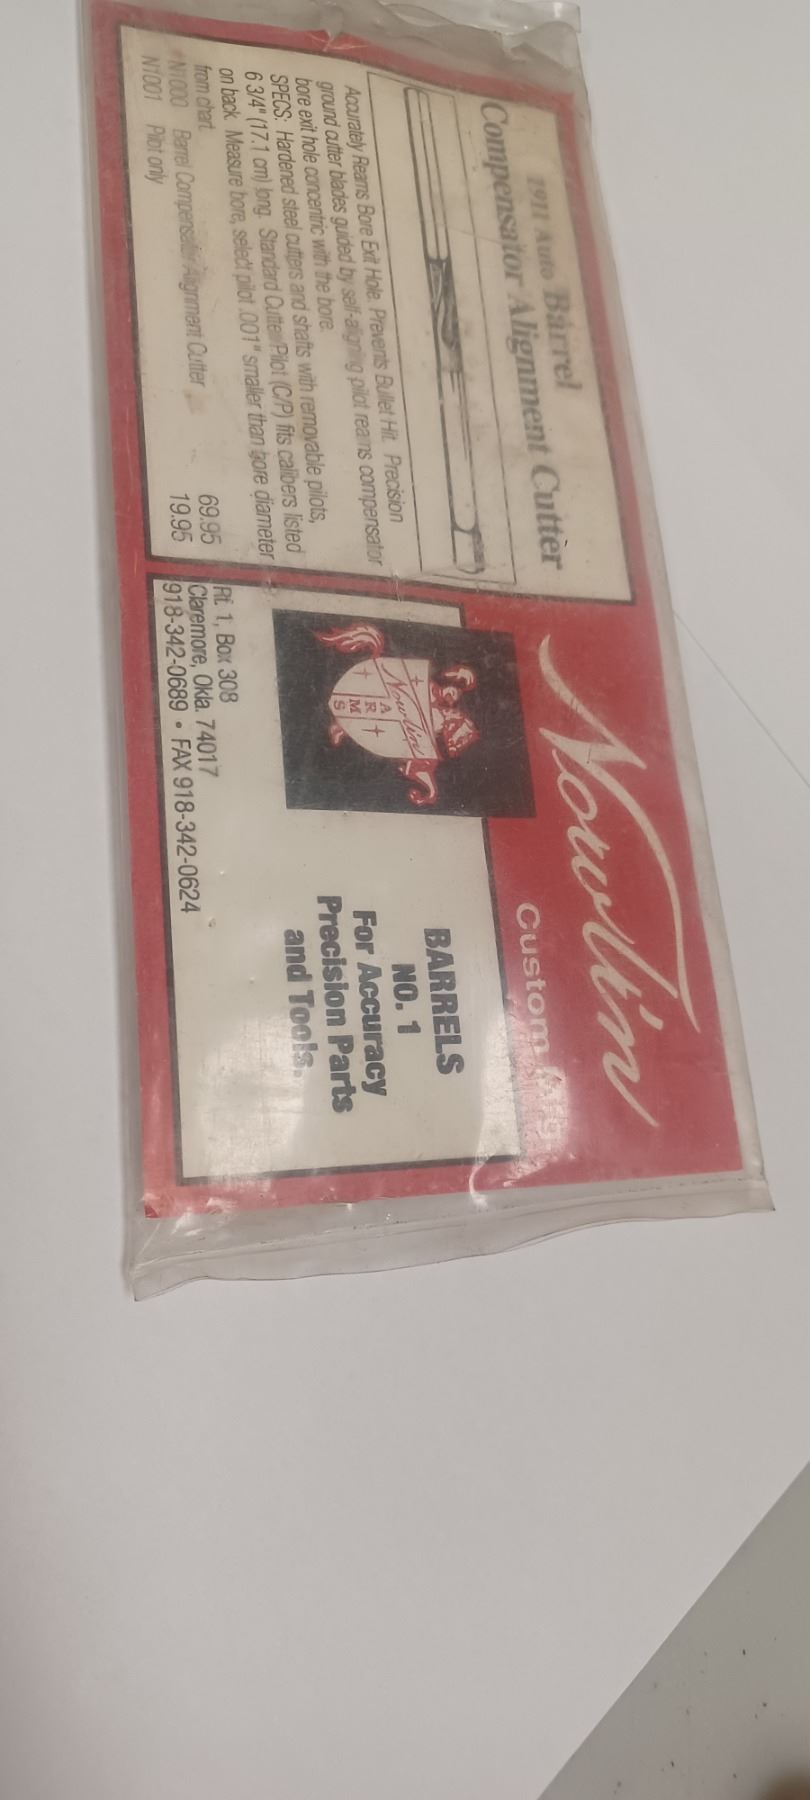 1911 Auto Barrel
Compensator Alignment Cutter
Accurately Reams Bore Exit Hole. Prevents Bullet Hit. Precision
ground cutter blades guided by self-aligning pilot reams compensator
bore exit hole concentric with the bore.
SPECS: Hardened steel cutters and shafts with removable pilots,
6 3/4" (17.1 cm) long. Standard Cutter/Pilot (C/P) fits calibers listed
on back. Measure bore, select pilot .001" smaller than bore diameter
from chart.
N1000 Barrel Compensator Alignment Cutter 69.95
N1001 Pilot only 19.95
Nowlin
Custom Mfg
Nowlin
ARMS
BARRELS
NO. 1
For Accuracy
Precision Parts
and Tools.
Rt. 1, Box 308
Claremore, Okla. 74017
918-342-0689 • FAX 918-342-0624